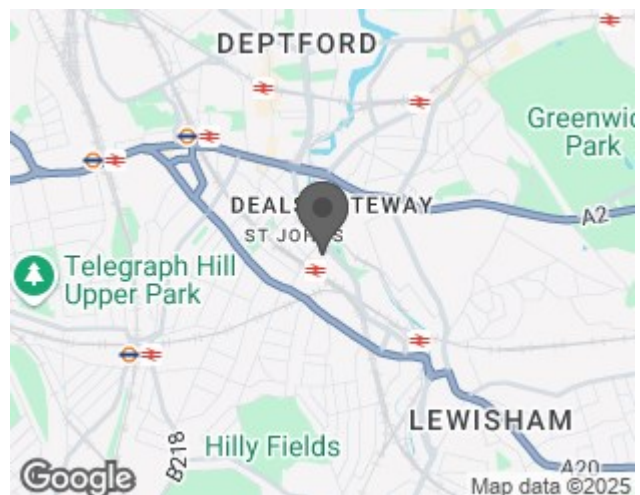 DEPTFORD
Greenwic
Park
DEALS
TEWAY
ST JO
S
A2
Telegraph Hill
Upper Park
LEWISHAM
B218
Hilly Fields
A20
Google
Map data ©2025